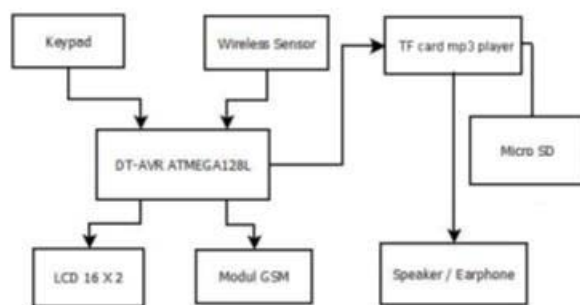 Keypad
Wireless Sensor
TF card mp3 player
DT-AVR ATMEGA128L
Micro SD
LCD 16 X 2
Modul GSM
Speaker / Earphone